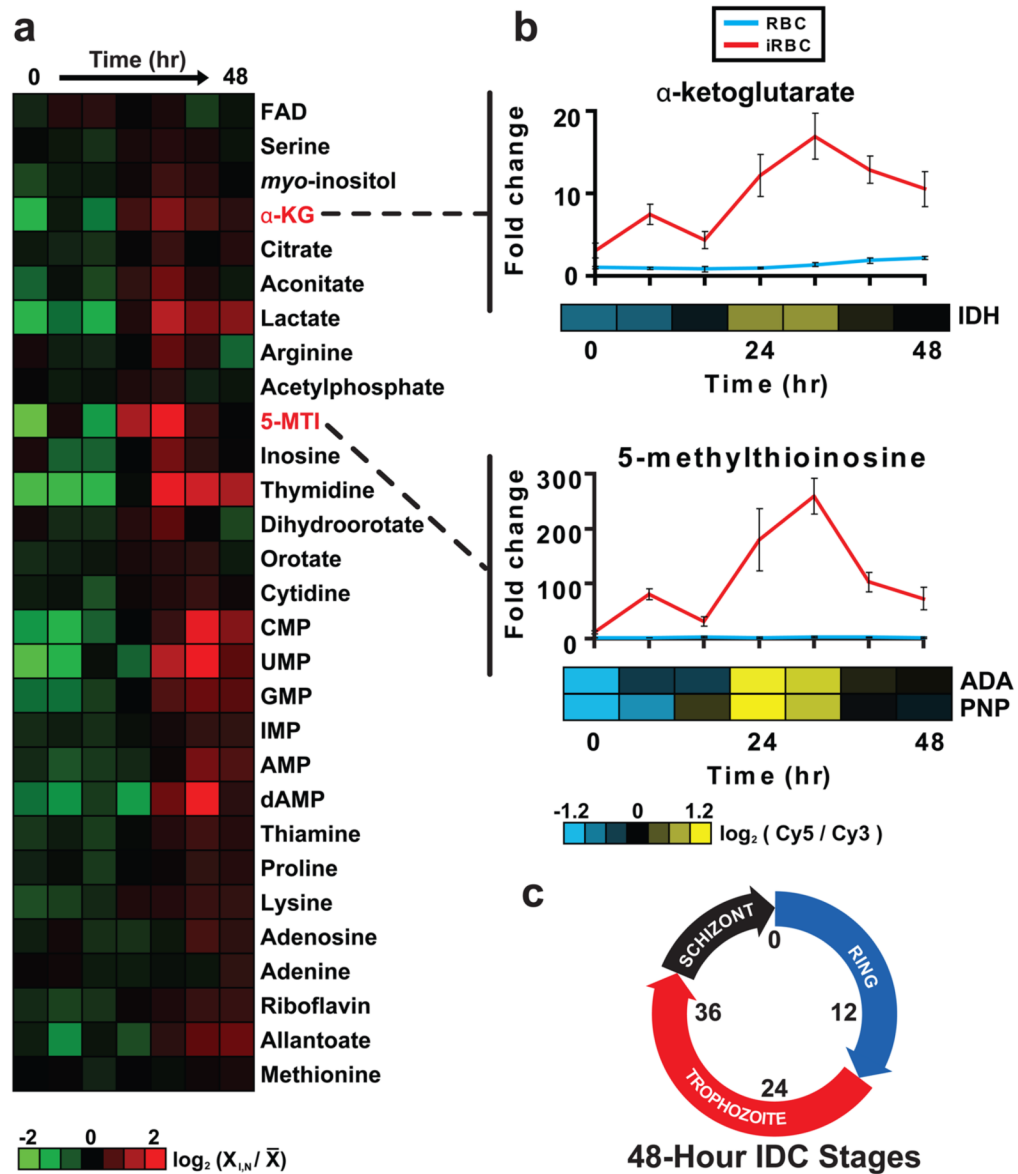 a
Time (hr)
0 48
FAD
Serine
myo-inositol
α-KG
Citrate
Aconitate
Lactate
Arginine
Acetylphosphate
5-MTI
Inosine
Thymidine
Dihydroorotate
Orotate
Cytidine
CMP
UMP
GMP
IMP
AMP
dAMP
Thiamine
Proline
Lysine
Adenosine
Adenine
Riboflavin
Allantoate
Methionine
-2 0 2
log₂ (X I,N / X̅)
b
RBC
iRBC
α-ketoglutarate
Fold change
20
10
0
IDH
0 24 48
Time (hr)
5-methylthioinosine
Fold change
300
200
100
0
ADA
PNP
0 24 48
Time (hr)
-1.2 0 1.2
log₂ ( Cy5 / Cy3 )
c
SCHIZONT
RING
TROPHOZOITE
0
12
24
36
48-Hour IDC Stages